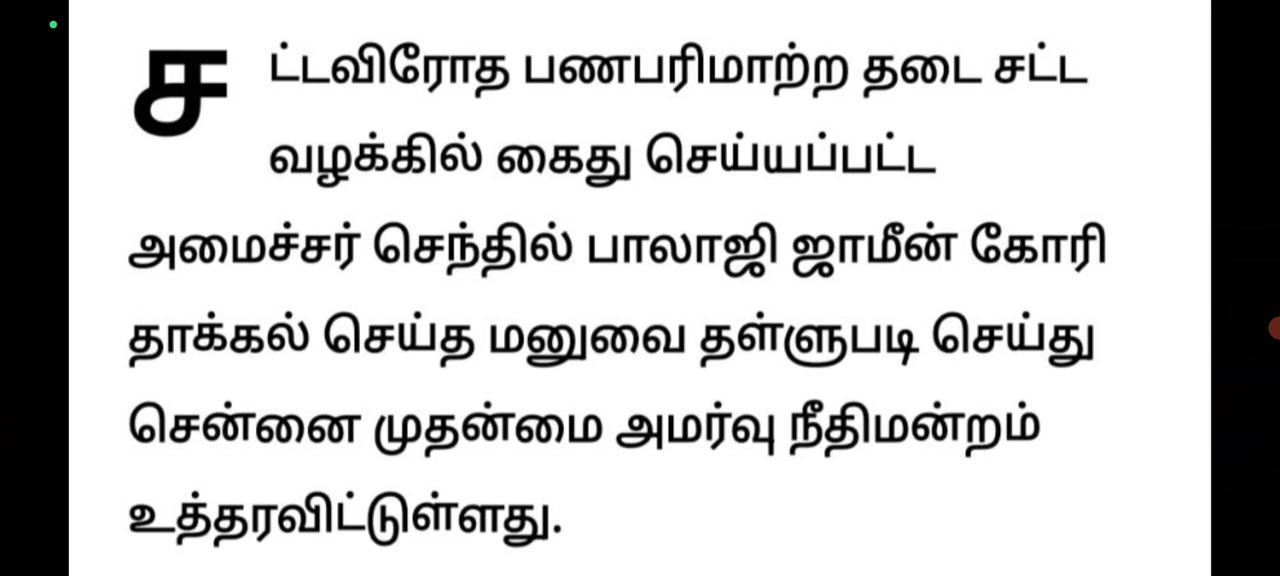 சட்டவிரோத பணபரிமாற்ற தடை சட்ட
வழக்கில் கைது செய்யப்பட்ட
அமைச்சர் செந்தில் பாலாஜி ஜாமீன் கோரி
தாக்கல் செய்த மனுவை தள்ளுபடி செய்து
சென்னை முதன்மை அமர்வு நீதிமன்றம்
உத்தரவிட்டுள்ளது.